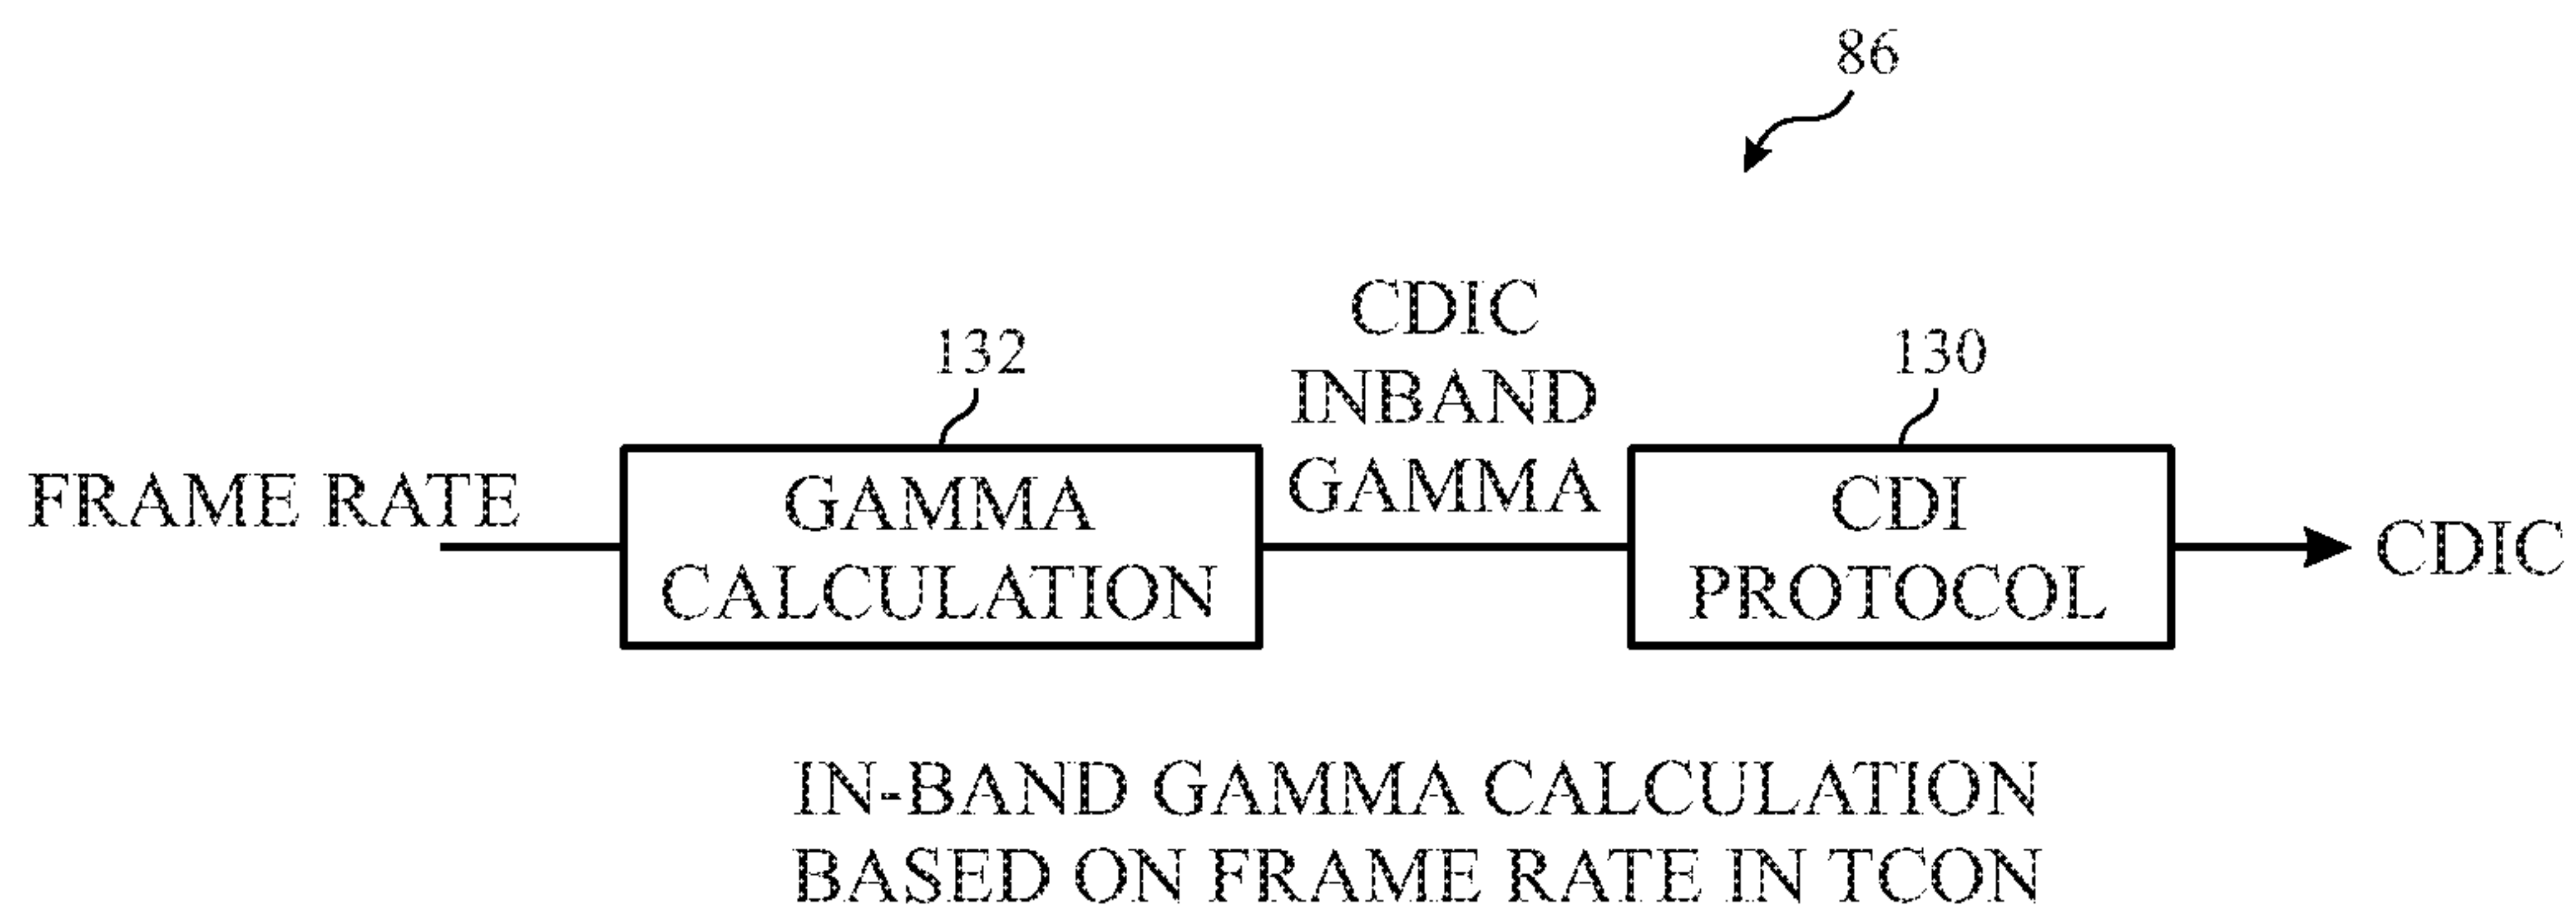 86
132
CDIC
INBAND
GAMMA
130
FRAME RATE
GAMMA
CALCULATION
CDI
PROTOCOL
CDIC
IN-BAND GAMMA CALCULATION
BASED ON FRAME RATE IN TCON